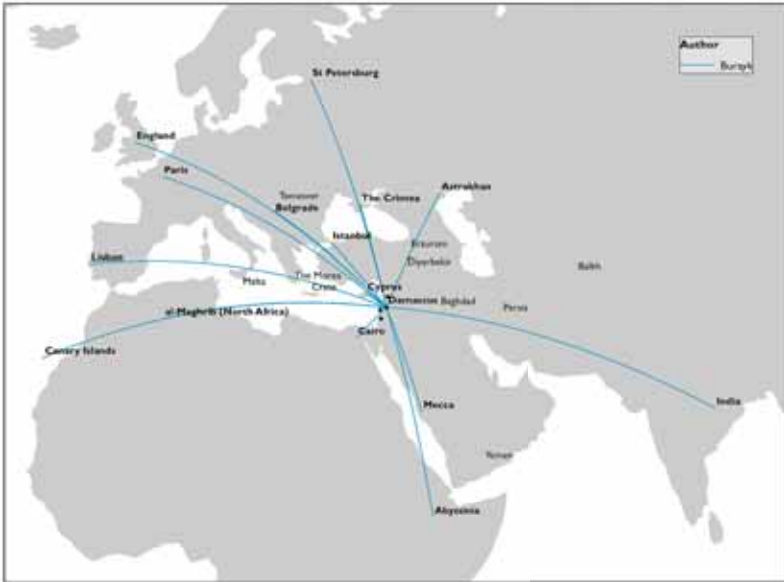 Author
Burayk
St Petersburg
England
Paris
Temesvar
Belgrade
The Crimea
Astrakhan
Istanbul
Erzurum
Diyarbakir
Lisbon
Malta
The Morea
Crete
Cyprus
Balkh
Damascus Baghdad
Persia
al-Maghrib (North Africa)
Cairo
Canary Islands
Mecca
India
Yemen
Abyssinia